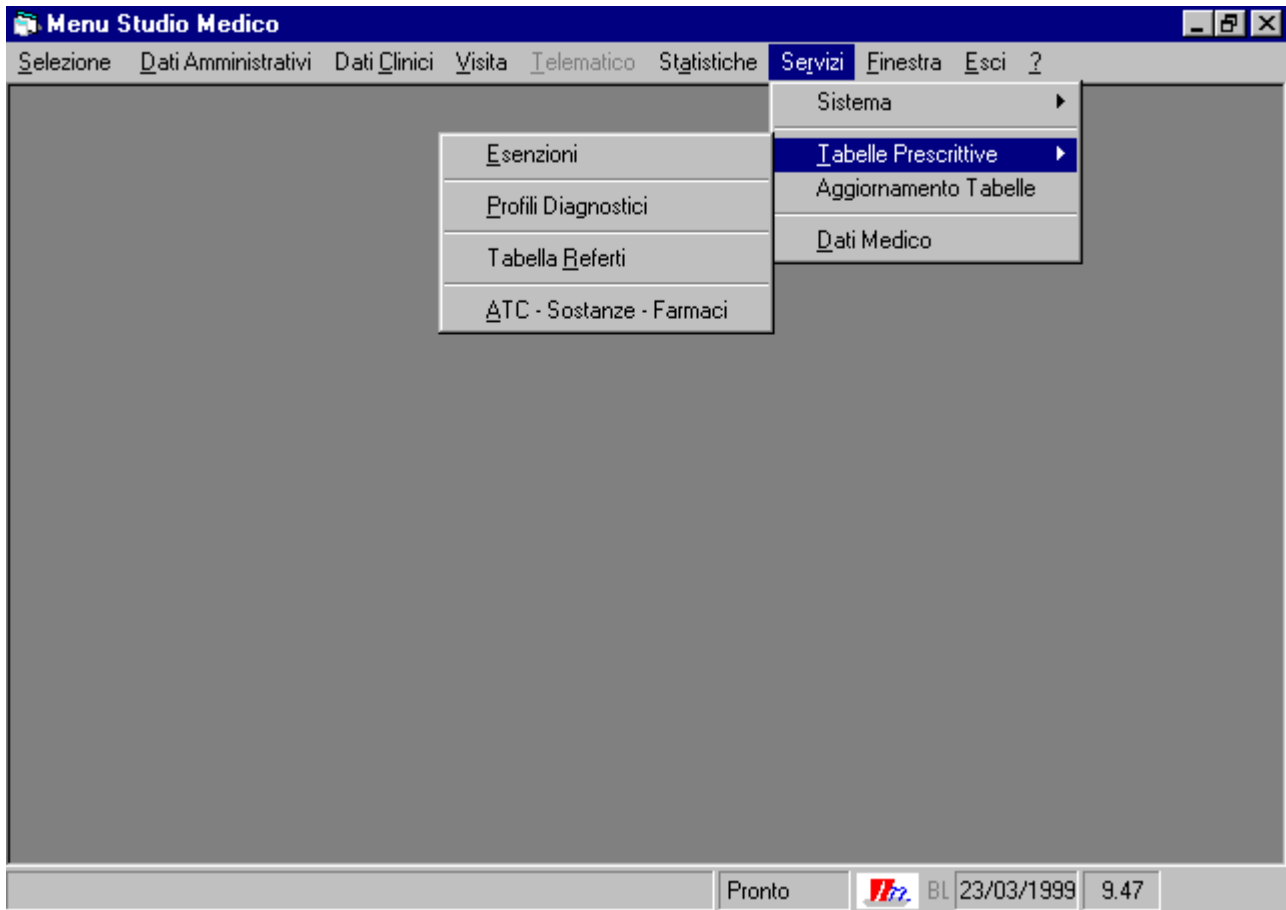 Menu Studio Medico
Selezione Dati Amministrativi Dati Clinici Visita Telematico Statistiche Servizi Finestra Esci ?
Sistema
Esenzioni Tabelle Prescrittive
Aggiornamento Tabelle
Profili Diagnostici
Dati Medico
Tabella Referti
ATC - Sostanze - Farmaci
Pronto BL 23/03/1999 9.47